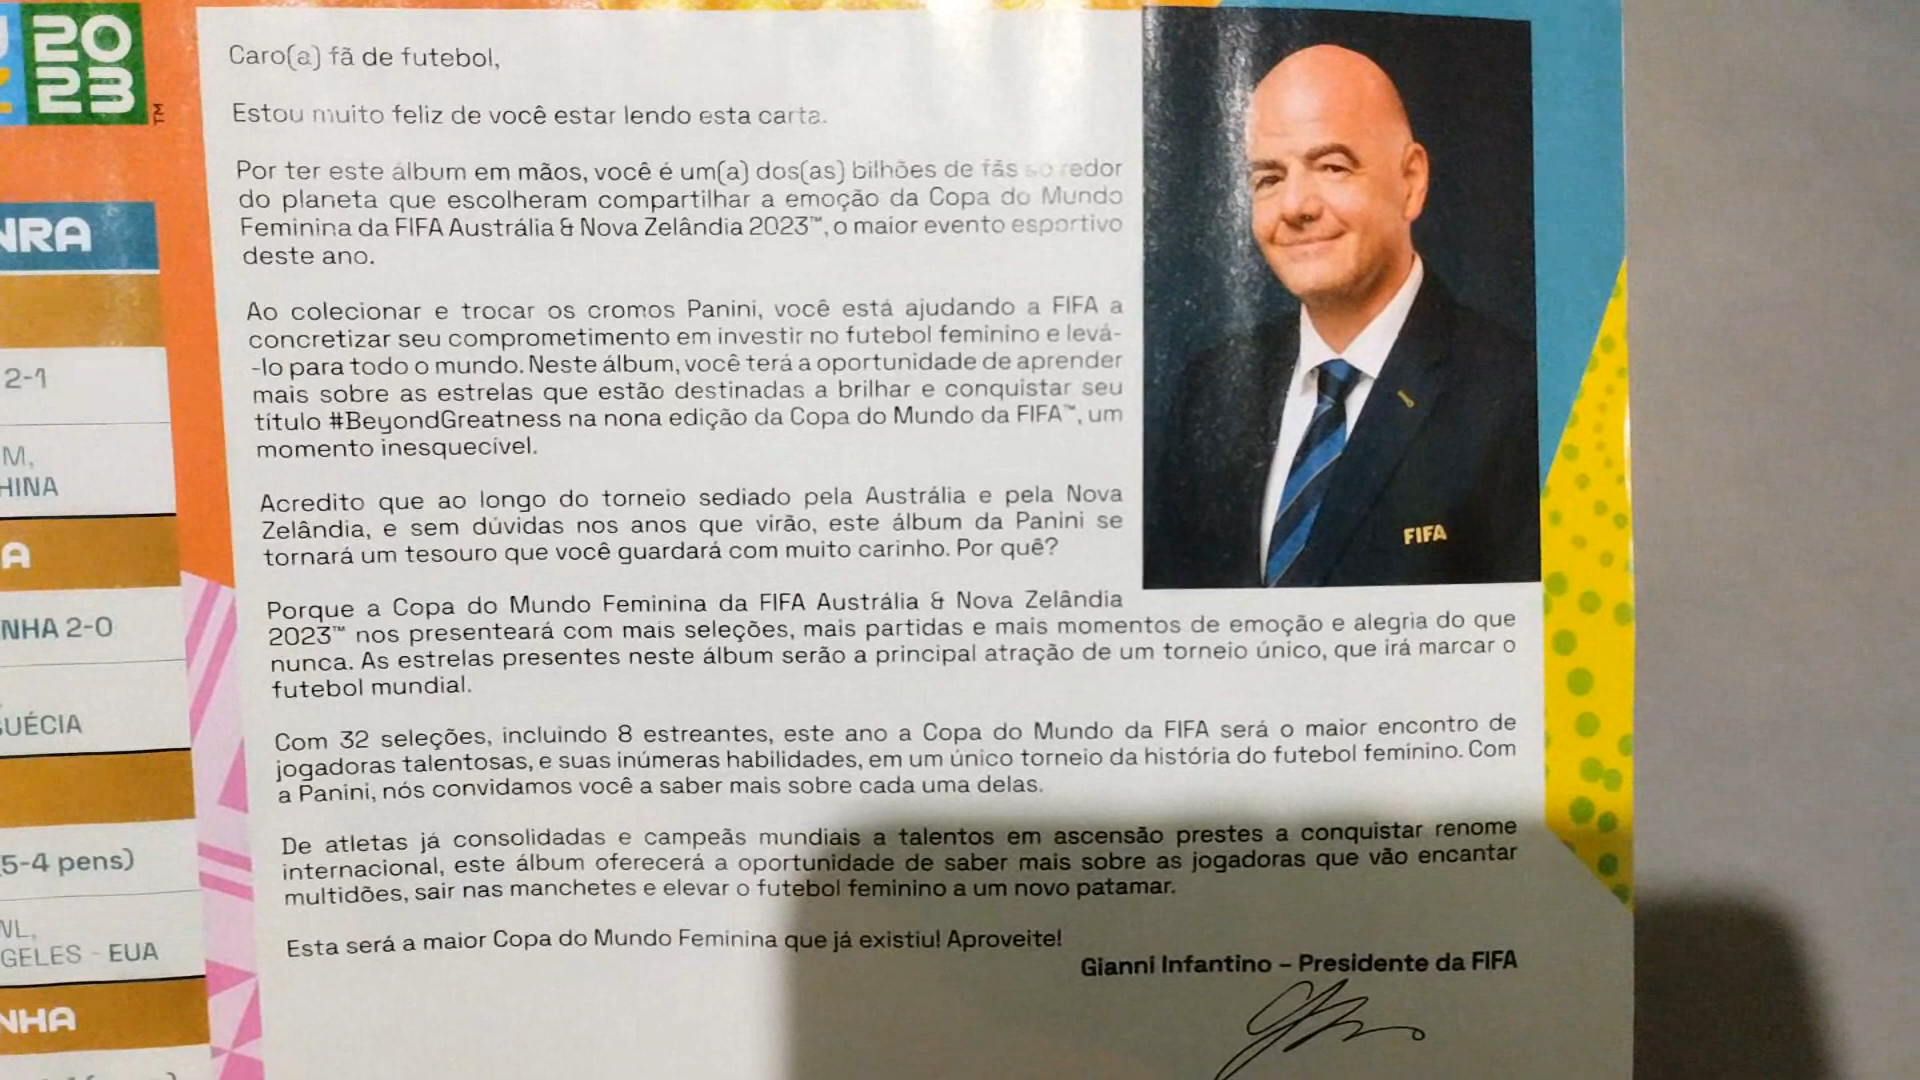 2023
TM
NRA
2-1
M,
HINA
A
NHA 2-0
UÉCIA
5-4 pens)
GELES - EUA
NHA
Caro(a) fã de futebol,
Estou muito feliz de você estar lendo esta carta.
Por ter este álbum em mãos, você é um(a) dos(as) bilhões de fãs ao redor
do planeta que escolheram compartilhar a emoção da Copa do Mundo
Feminina da FIFA Austrália & Nova Zelândia 2023™, o maior evento esportivo
deste ano.
Ao colecionar e trocar os cromos Panini, você está ajudando a FIFA a
concretizar seu comprometimento em investir no futebol feminino e levá-
-lo para todo o mundo. Neste álbum, você terá a oportunidade de aprender
mais sobre as estrelas que estão destinadas a brilhar e conquistar seu
título #BeyondGreatness na nona edição da Copa do Mundo da FIFA™, um
momento inesquecível.
Acredito que ao longo do torneio sediado pela Austrália e pela Nova
Zelândia, e sem dúvidas nos anos que virão, este álbum da Panini se
tornará um tesouro que você guardará com muito carinho. Por quê?
Porque a Copa do Mundo Feminina da FIFA Austrália & Nova Zelândia
2023™ nos presenteará com mais seleções, mais partidas e mais momentos de emoção e alegria do que
nunca. As estrelas presentes neste álbum serão a principal atração de um torneio único, que irá marcar o
futebol mundial.
Com 32 seleções, incluindo 8 estreantes, este ano a Copa do Mundo da FIFA será o maior encontro de
jogadoras talentosas, e suas inúmeras habilidades, em um único torneio da história do futebol feminino. Com
a Panini, nós convidamos você a saber mais sobre cada uma delas.
De atletas já consolidadas e campeãs mundiais a talentos em ascensão prestes a conquistar renome
internacional, este álbum oferecerá a oportunidade de saber mais sobre as jogadoras que vão encantar
multidões, sair nas manchetes e elevar o futebol feminino a um novo patamar.
Esta será a maior Copa do Mundo Feminina que já existiu! Aproveite!
Gianni Infantino – Presidente da FIFA
FIFA